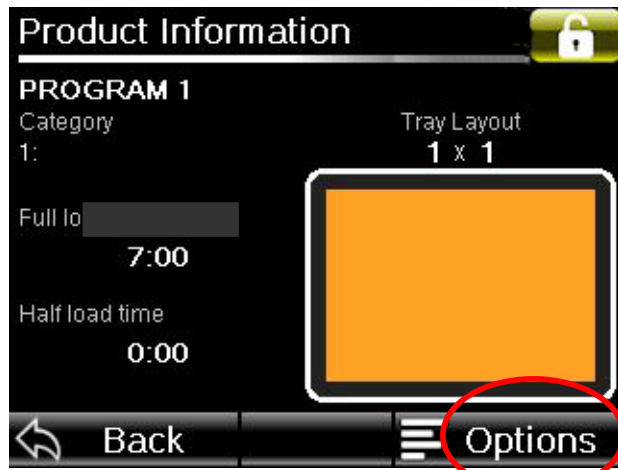 Product Information
PROGRAM 1
Category
1:
Tray Layout
1 x 1
Full lo
7:00
Half load time
0:00
Back
Options